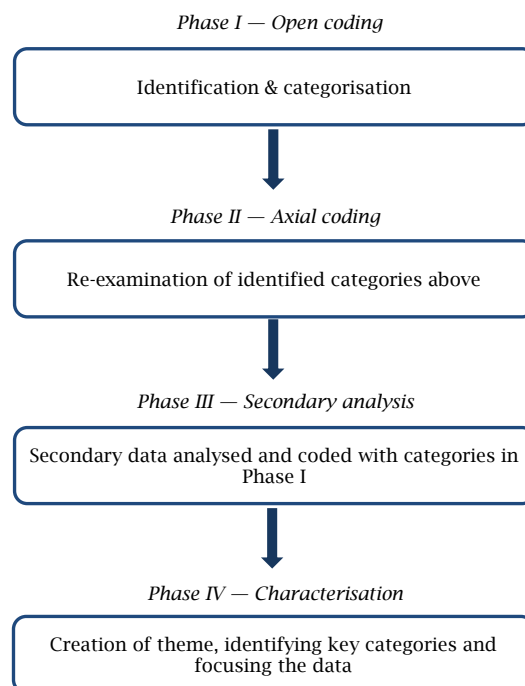 Phase I — Open coding
Identification & categorisation
Phase II — Axial coding
Re-examination of identified categories above
Phase III — Secondary analysis
Secondary data analysed and coded with categories in
Phase I
Phase IV — Characterisation
Creation of theme, identifying key categories and
focusing the data